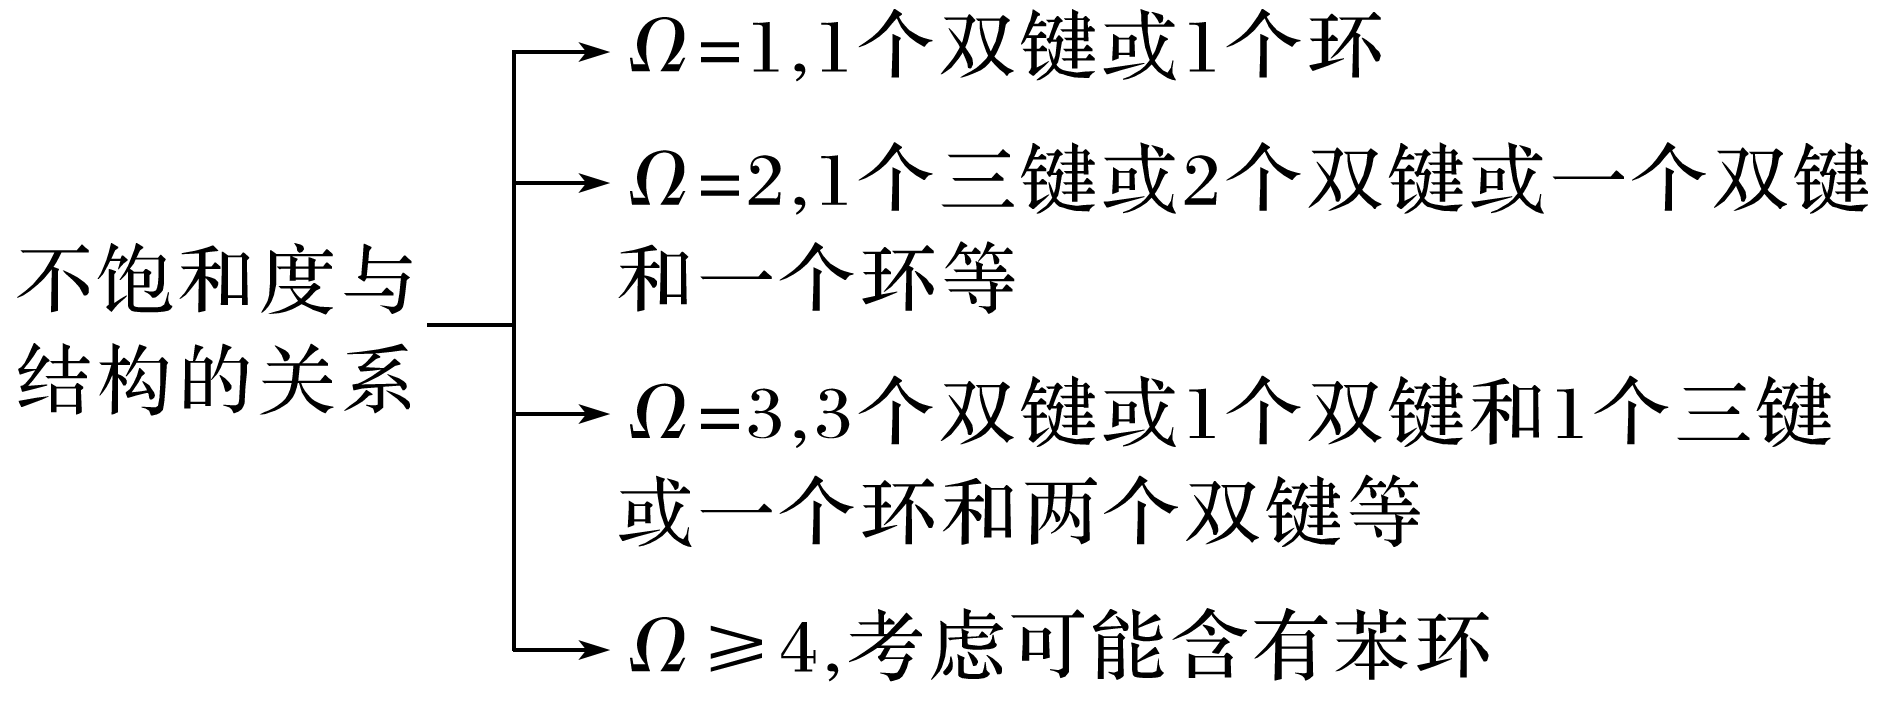 不饱和度与
结构的关系
Ω=1,1个双键或1个环
Ω=2,1个三键或2个双键或一个双键
和一个环等
Ω=3,3个双键或1个双键和1个三键
或一个环和两个双键等
Ω⩾4,考虑可能含有苯环